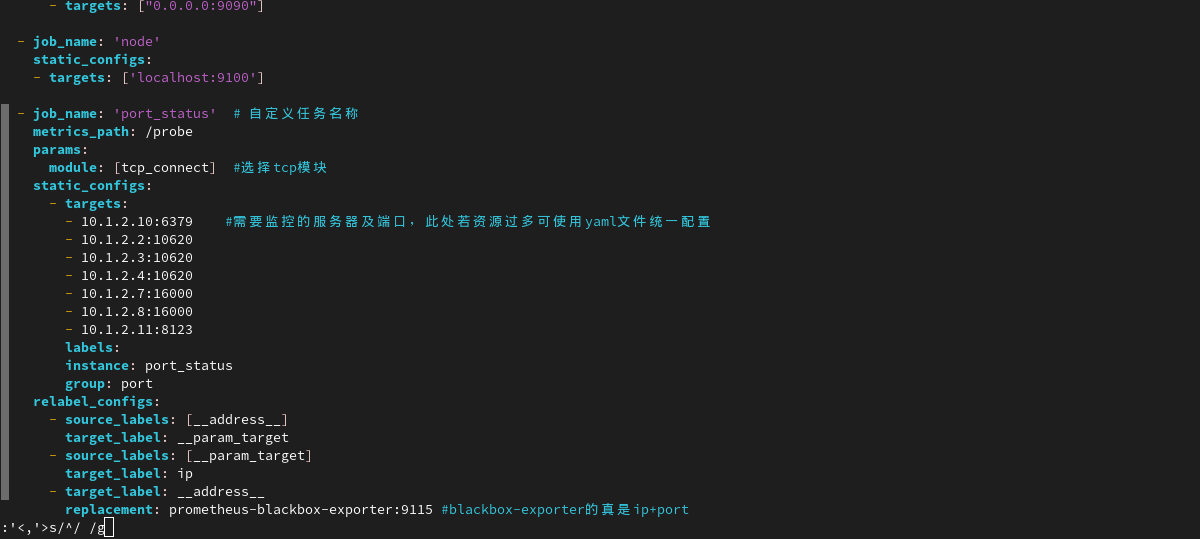 - targets: ["0.0.0.0:9090"]
- job_name: 'node'
static_configs:
- targets: ['localhost:9100']
- job_name: 'port_status'  # 自定义任务名称
metrics_path: /probe
params:
module: [tcp_connect]  #选择tcp模块
static_configs:
- targets:
- 10.1.2.10:6379    #需要监控的服务器及端口，此处若资源过多可使用yaml文件统一配置
- 10.1.2.2:10620
- 10.1.2.3:10620
- 10.1.2.4:10620
- 10.1.2.7:16000
- 10.1.2.8:16000
- 10.1.2.11:8123
labels:
instance: port_status
group: port
relabel_configs:
- source_labels: [__address__]
target_label: __param_target
- source_labels: [__param_target]
target_label: ip
- target_label: __address__
replacement: prometheus-blackbox-exporter:9115 #blackbox-exporter的真是ip+port
:'<,'>s/^/ /g